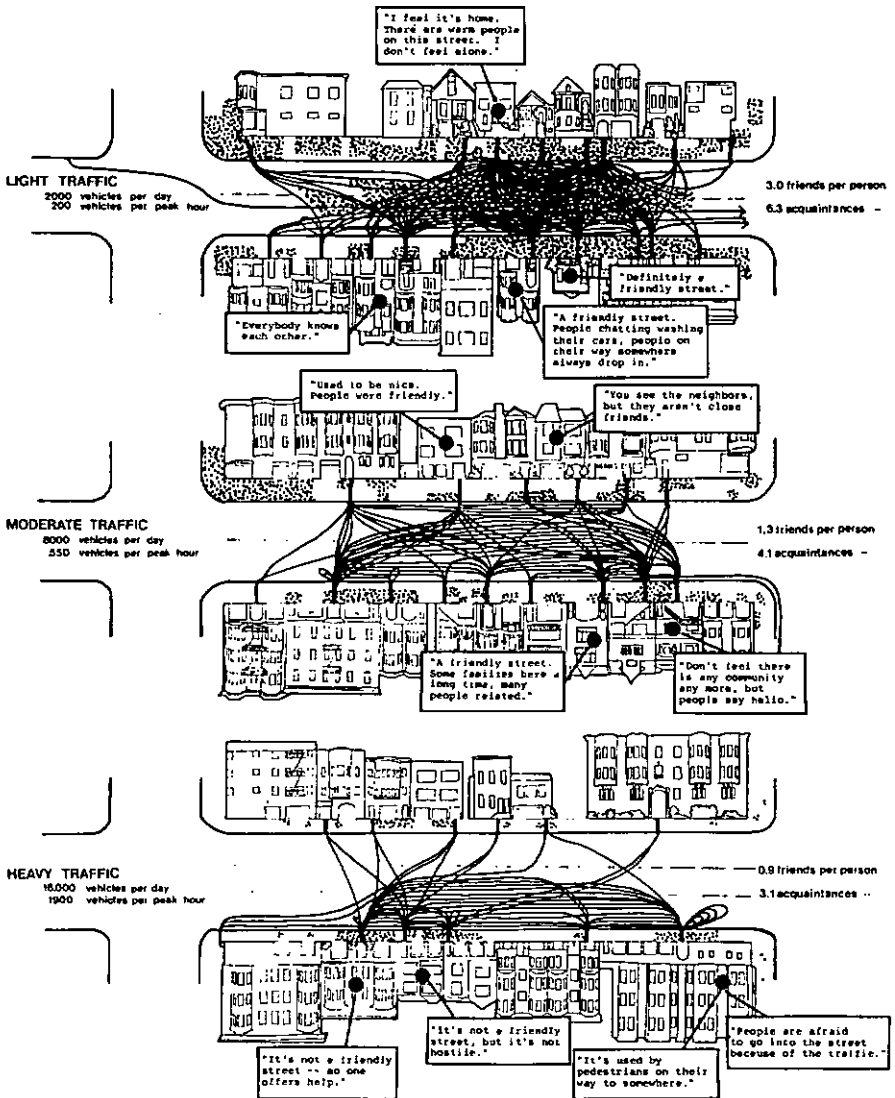 "I feel it's home.
There are warm people
on this street. I
don't feel alone."
LIGHT TRAFFIC
2000 vehicles per day
200 vehicles per peak hour
3.0 friends per person
6.3 acquaintances --
"Definitely a
friendly street."
"Everybody knows
each other."
"A friendly street.
People chatting washing
their cars, people on
their way somewhere
always drop in."
"Used to be nice.
People were friendly."
"You see the neighbors,
but they aren't close
friends."
MODERATE TRAFFIC
8000 vehicles per day
550 vehicles per peak hour
1.3 friends per person
4.1 acquaintances --
"A friendly street.
Some families here a
long time, many
people related."
"Don't feel there
is any community
any more, but
people say hello."
HEAVY TRAFFIC
16,000 vehicles per day
1900 vehicles per peak hour
0.9 friends per person
3.1 acquaintances --
"It's not a friendly
street -- no one
offers help."
"It's not a friendly
street, but it's not
hostile."
"It's used by
pedestrians on their
way to somewhere."
"People are afraid
to go into the street
because of the traffic."